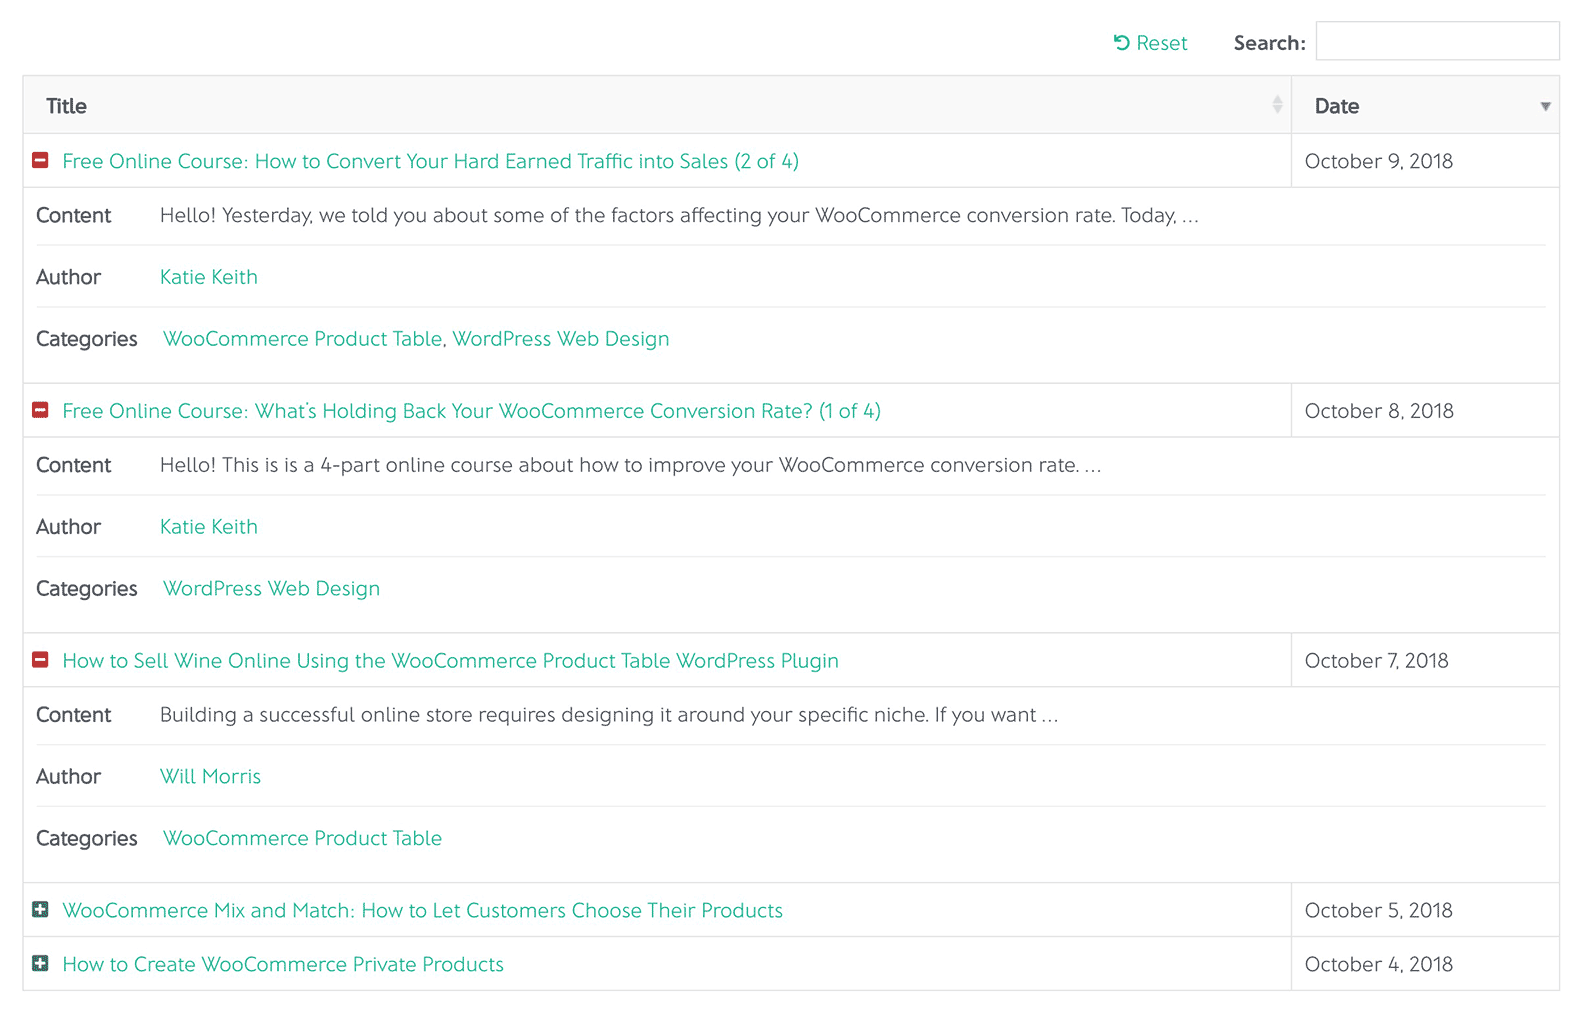 Reset Search:
Title Date
Free Online Course: How to Convert Your Hard Earned Traffic into Sales (2 of 4) October 9, 2018
Content Hello! Yesterday, we told you about some of the factors affecting your WooCommerce conversion rate. Today, ...
Author Katie Keith
Categories WooCommerce Product Table, WordPress Web Design
Free Online Course: What's Holding Back Your WooCommerce Conversion Rate? (1 of 4) October 8, 2018
Content Hello! This is is a 4-part online course about how to improve your WooCommerce conversion rate. ...
Author Katie Keith
Categories WordPress Web Design
How to Sell Wine Online Using the WooCommerce Product Table WordPress Plugin October 7, 2018
Content Building a successful online store requires designing it around your specific niche. If you want ...
Author Will Morris
Categories WooCommerce Product Table
WooCommerce Mix and Match: How to Let Customers Choose Their Products October 5, 2018
How to Create WooCommerce Private Products October 4, 2018